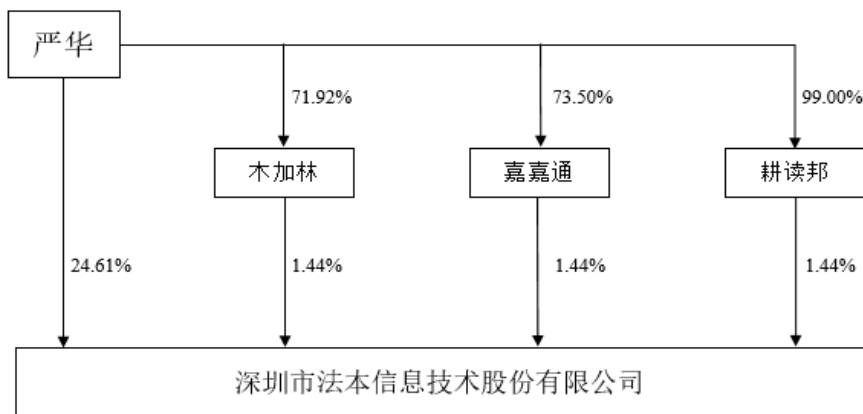 严华
71.92%
73.50%
99.00%
木加林
嘉嘉通
耕读邦
24.61%
1.44%
1.44%
1.44%
深圳市法本信息技术股份有限公司